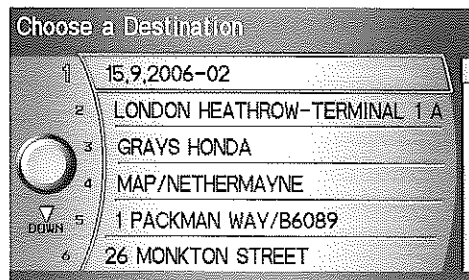 Choose a Destination
1 15,9,2006-02
2 LONDON HEATHROW-TERMINAL 1 A
3 GRAYS HONDA
4 MAP/NETHERMAYNE
DOWN 5 1 PACKMAN WAY/B6089
6 26 MONKTON STREET